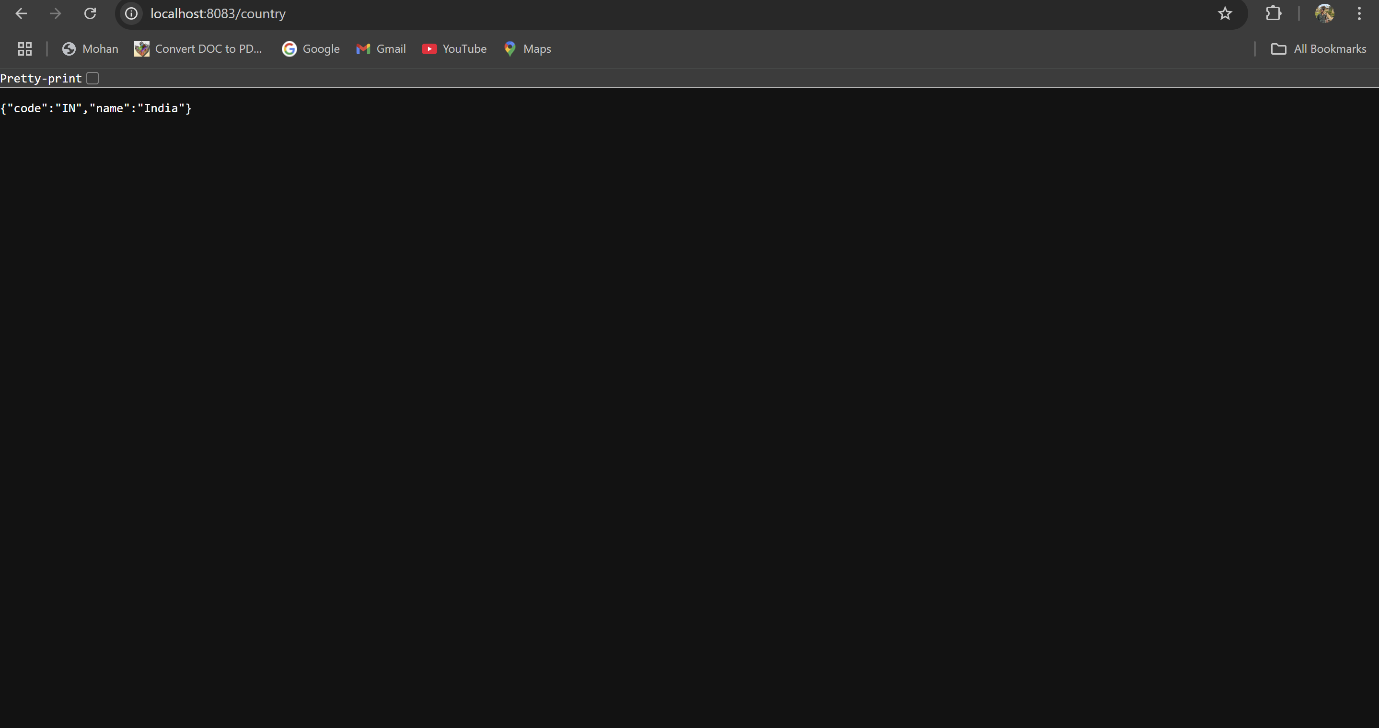 localhost:8083/country
Mohan Convert DOC to PD... Google Gmail YouTube Maps All Bookmarks
Pretty-print
{"code":"IN","name":"India"}